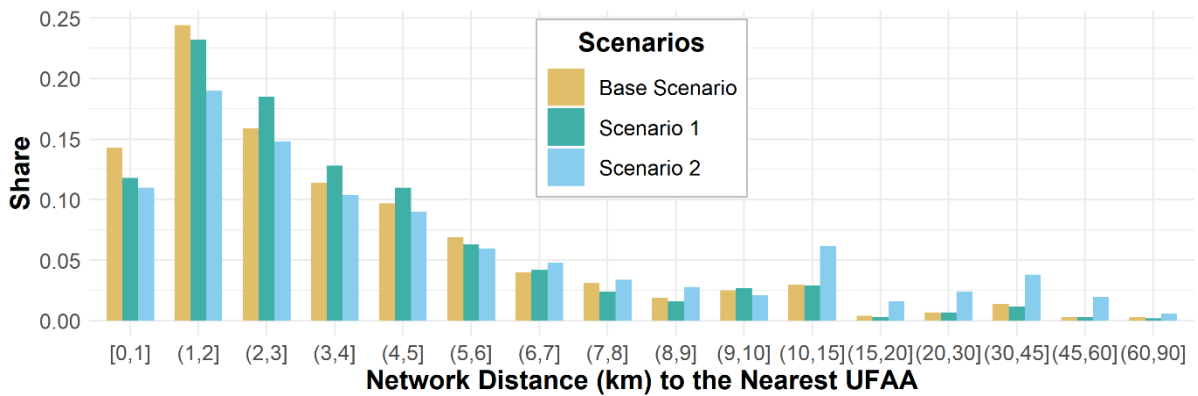 0.25
0.20
0.15
0.10
0.05
0.00
Share
Scenarios
Base Scenario
Scenario 1
Scenario 2
[0,1] (1,2] (2,3] (3,4] (4,5] (5,6] (6,7] (7,8] (8,9] (9,10] (10,15] (15,20] (20,30] (30,45] (45,60] (60,90]
Network Distance (km) to the Nearest UFAA